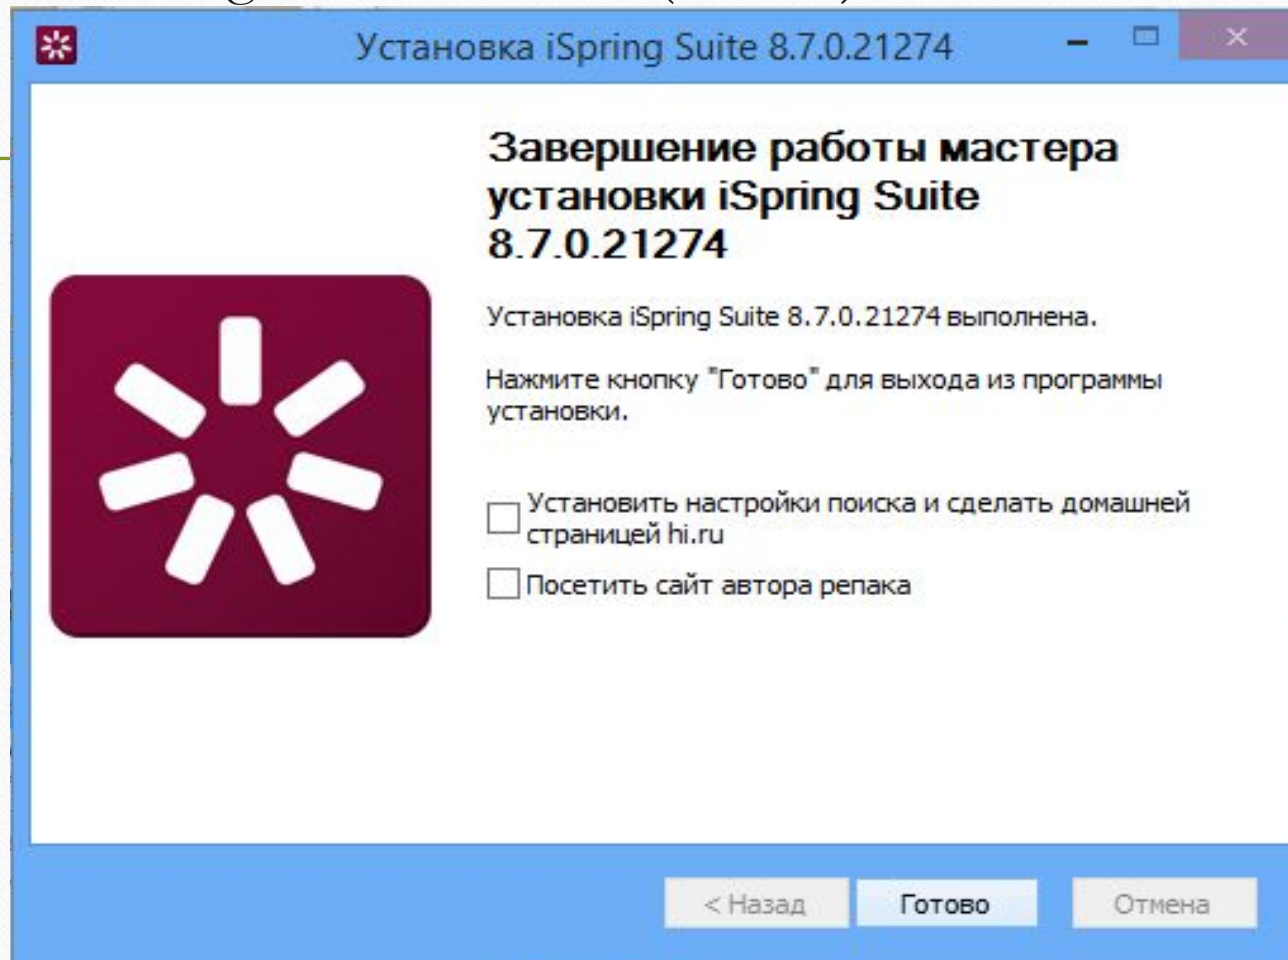 Установка iSpring Suite 8.7.0.21274
Завершение работы мастера
установки iSpring Suite
8.7.0.21274
Установка iSpring Suite 8.7.0.21274 выполнена.
Нажмите кнопку "Готово" для выхода из программы
установки.
Установить настройки поиска и сделать домашней
страницей hi.ru
Посетить сайт автора репака
< Назад
Готово
Отмена